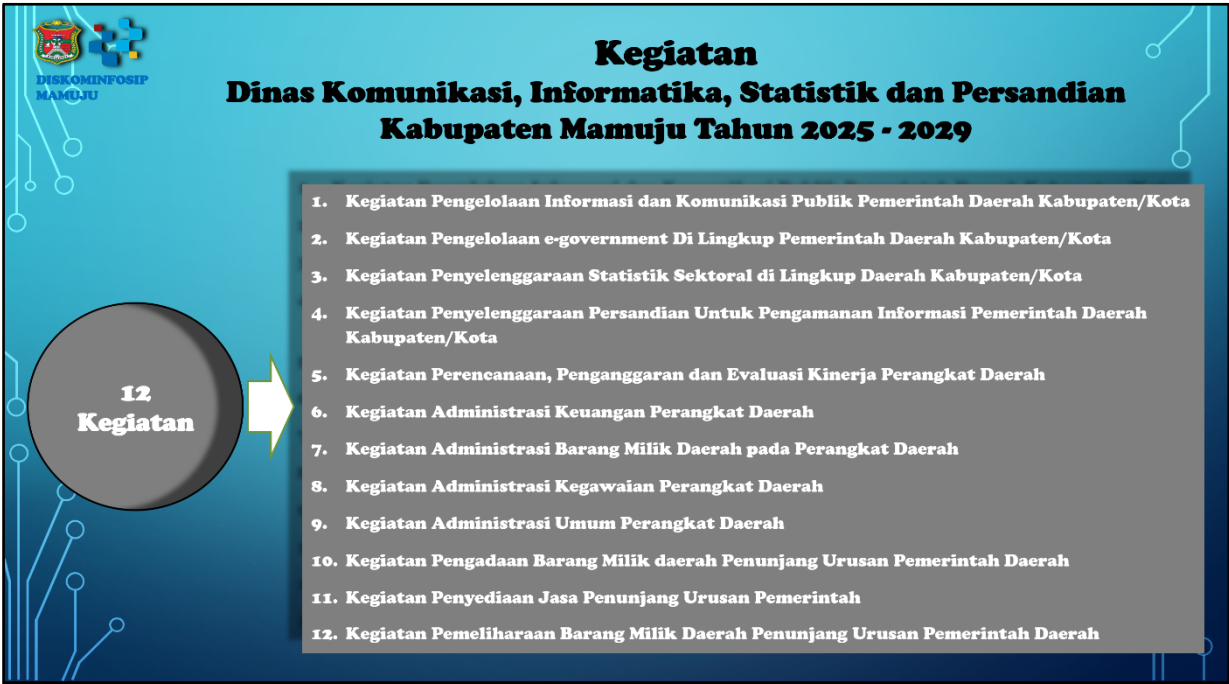 DISKOMINFOSIP
MAMUJU
Kegiatan
Dinas Komunikasi, Informatika, Statistik dan Persandian
Kabupaten Mamuju Tahun 2025 - 2029
12
Kegiatan
1. Kegiatan Pengelolaan Informasi dan Komunikasi Publik Pemerintah Daerah Kabupaten/Kota
2. Kegiatan Pengelolaan e-government Di Lingkup Pemerintah Daerah Kabupaten/Kota
3. Kegiatan Penyelenggaraan Statistik Sektoral di Lingkup Daerah Kabupaten/Kota
4. Kegiatan Penyelenggaraan Persandian Untuk Pengamanan Informasi Pemerintah Daerah
Kabupaten/Kota
5. Kegiatan Perencanaan, Penganggaran dan Evaluasi Kinerja Perangkat Daerah
6. Kegiatan Administrasi Keuangan Perangkat Daerah
7. Kegiatan Administrasi Barang Milik Daerah pada Perangkat Daerah
8. Kegiatan Administrasi Kegawaian Perangkat Daerah
9. Kegiatan Administrasi Umum Perangkat Daerah
10. Kegiatan Pengadaan Barang Milik daerah Penunjang Urusan Pemerintah Daerah
11. Kegiatan Penyediaan Jasa Penunjang Urusan Pemerintah
12. Kegiatan Pemeliharaan Barang Milik Daerah Penunjang Urusan Pemerintah Daerah